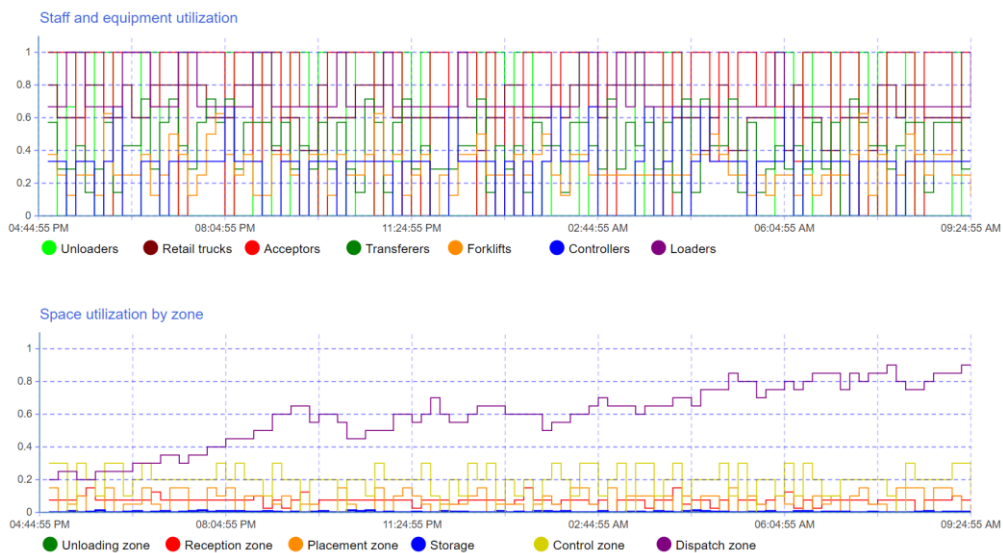 Staff and equipment utilization
1
0.8
0.6
0.4
0.2
0
04:44:55 PM 08:04:55 PM 11:24:55 PM 02:44:55 AM 06:04:55 AM 09:24:55 AM
Unloaders Retail trucks Acceptors Transferers Forklifts Controllers Loaders
Space utilization by zone
1
0.8
0.6
0.4
0.2
0
04:44:55 PM 08:04:55 PM 11:24:55 PM 02:44:55 AM 06:04:55 AM 09:24:55 AM
Unloading zone Reception zone Placement zone Storage Control zone Dispatch zone